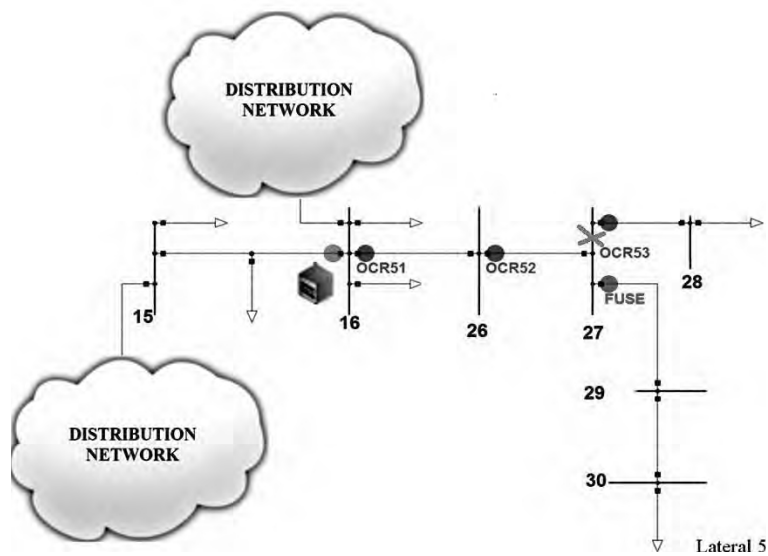 DISTRIBUTION
NETWORK
OCR51
OCR52
OCR53
FUSE
28
15
16
26
27
29
DISTRIBUTION
NETWORK
30
Lateral 5